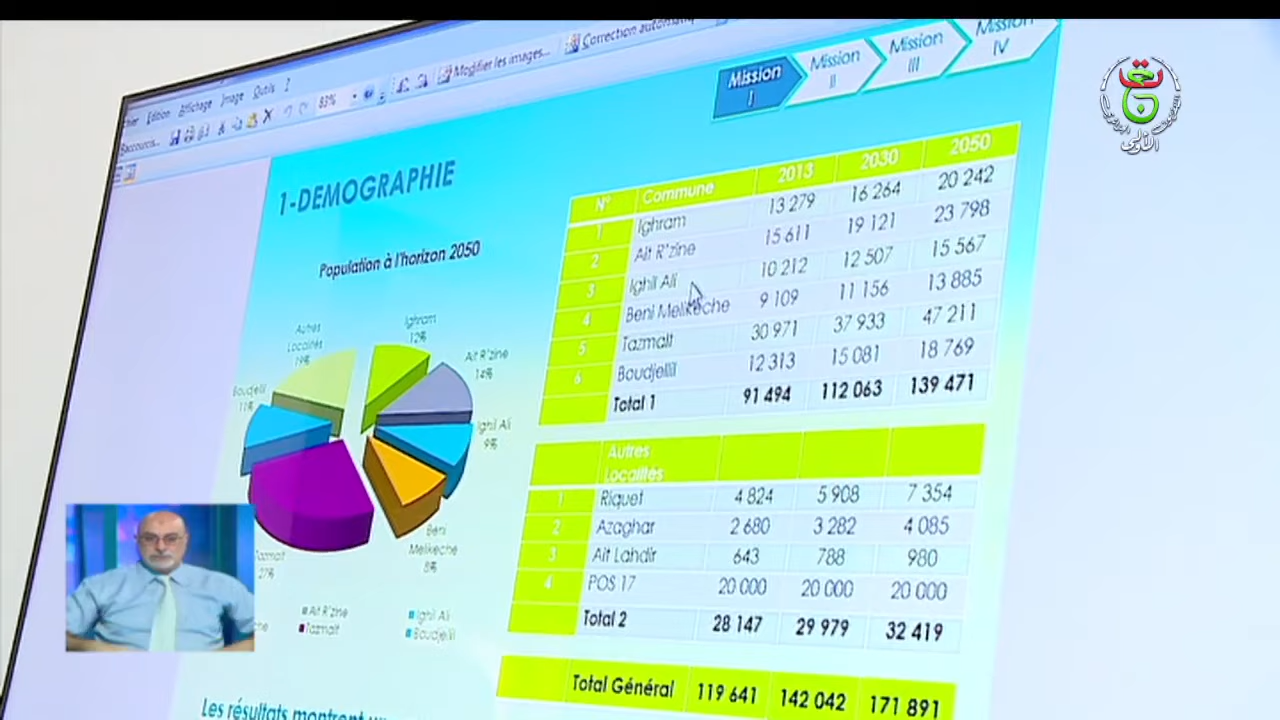 Edition Affichage Image Outils ?
Raccourcis...
83%
Modifier les images...
Correction automatiq
Mission I
Mission II
Mission III
Mission IV
1-DEMOGRAPHIE
Population à l'horizon 2050
Autres Localités 19%
Ighram 12%
Ait R'zine 14%
Ighil Ali 9%
Beni Melikeche 8%
Tazmalt 27%
Boudjellil 11%
Ait R'zine
Ighil Ali
Tazmalt
Boudjellil
N° Commune 2013 2030 2050
1 Ighram 13 279 16 264 20 242
2 Ait R'zine 15 611 19 121 23 798
3 Ighil Ali 10 212 12 507 15 567
4 Beni Melikeche 9 109 11 156 13 885
5 Tazmalt 30 971 37 933 47 211
6 Boudjellil 12 313 15 081 18 769
Total 1 91 494 112 063 139 471
Autres Localités
1 Riquet 4 824 5 908 7 354
2 Azaghar 2 680 3 282 4 085
3 Ait Lahdir 643 788 980
4 POS 17 20 000 20 000 20 000
Total 2 28 147 29 979 32 419
Total Général 119 641 142 042 171 891
Les résultats montrent
الأولى